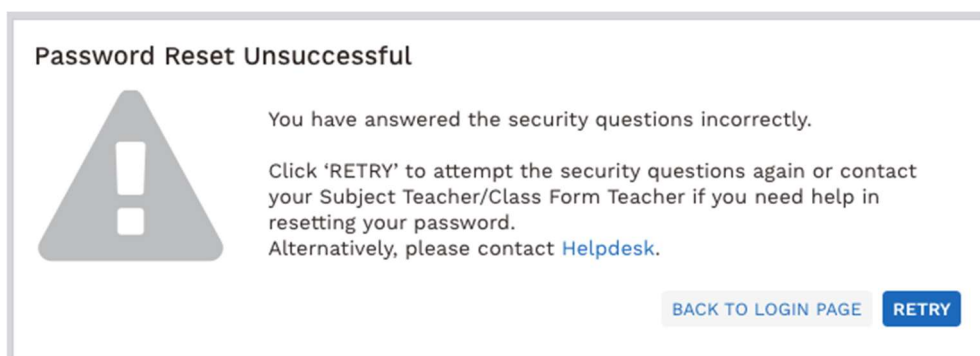 Password Reset Unsuccessful
You have answered the security questions incorrectly.
Click ‘RETRY’ to attempt the security questions again or contact
your Subject Teacher/Class Form Teacher if you need help in
resetting your password.
Alternatively, please contact Helpdesk.
BACK TO LOGIN PAGE RETRY